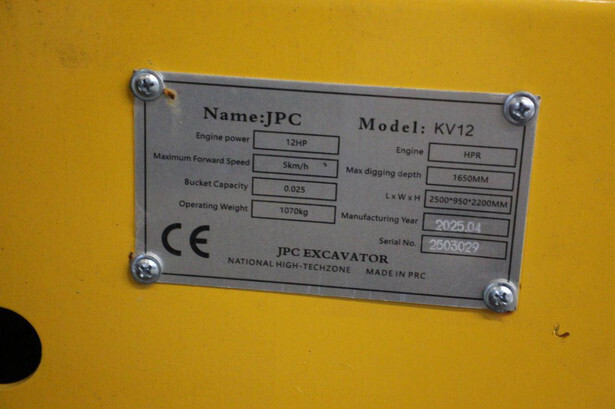 Name:JPC Model: KV12
Engine power 12HP Engine HPR
Maximum Forward Speed 5km/h Max digging depth 1650MM
Bucket Capacity 0.025 L x W x H 2500*950*2200MM
Operating Weight 1070kg Manufacturing Year 2025.04
Serial No. 2503029
CE
JPC EXCAVATOR
NATIONAL HIGH-TECHZONE MADE IN PRC